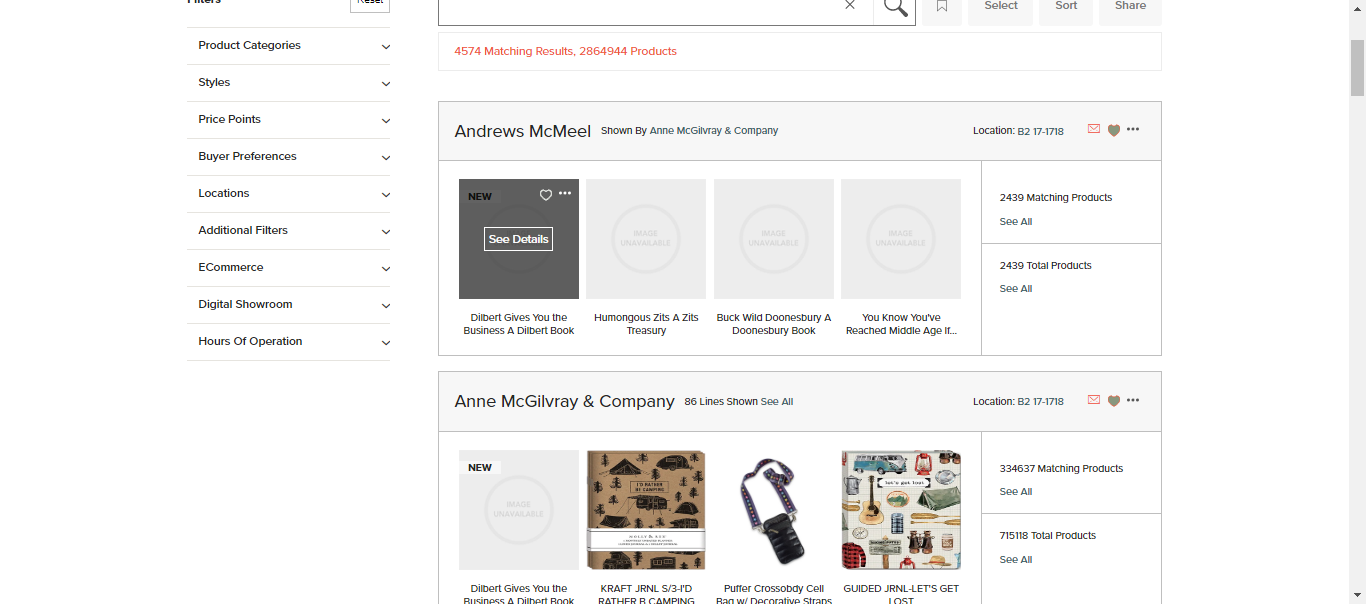 Filters
Reset
Select
Sort
Share
Product Categories
Styles
Price Points
Buyer Preferences
Locations
Additional Filters
ECommerce
Digital Showroom
Hours Of Operation
4574 Matching Results, 2864944 Products
Andrews McMeel Shown By Anne McGilvray & Company
Location: B2 17-1718
NEW
See Details
IMAGE
UNAVAILABLE
IMAGE
UNAVAILABLE
IMAGE
UNAVAILABLE
Dilbert Gives You the
Business A Dilbert Book
Humongous Zits A Zits
Treasury
Buck Wild Doonesbury A
Doonesbury Book
You Know You've
Reached Middle Age If...
2439 Matching Products
See All
2439 Total Products
See All
Anne McGilvray & Company 86 Lines Shown See All
Location: B2 17-1718
NEW
IMAGE
UNAVAILABLE
I'D RATHER
BE CAMPING
MOLLY & REX
let's get lost
Dilbert Gives You the
Business A Dilbert Book
KRAFT JRNL S/3-I'D
RATHER B CAMPING
Puffer Crossobdy Cell
Bag w/ Decorative Straps
GUIDED JRNL-LET'S GET
LOST
334637 Matching Products
See All
715118 Total Products
See All